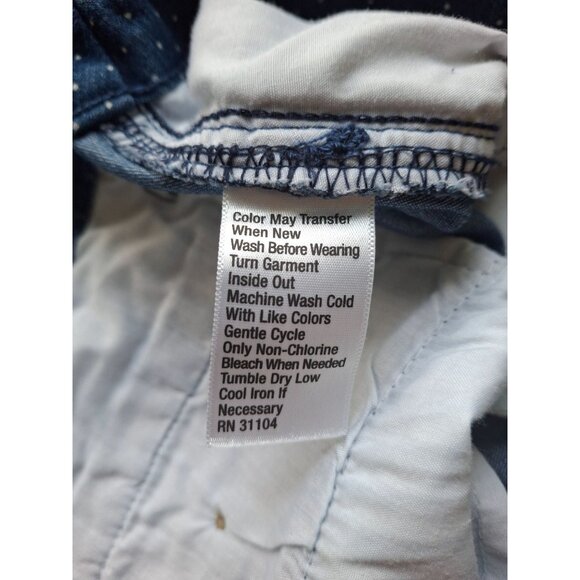 Color May Transfer
When New
Wash Before Wearing
Turn Garment
Inside Out
Machine Wash Cold
With Like Colors
Gentle Cycle
Only Non-Chlorine
Bleach When Needed
Tumble Dry Low
Cool Iron If
Necessary
RN 31104